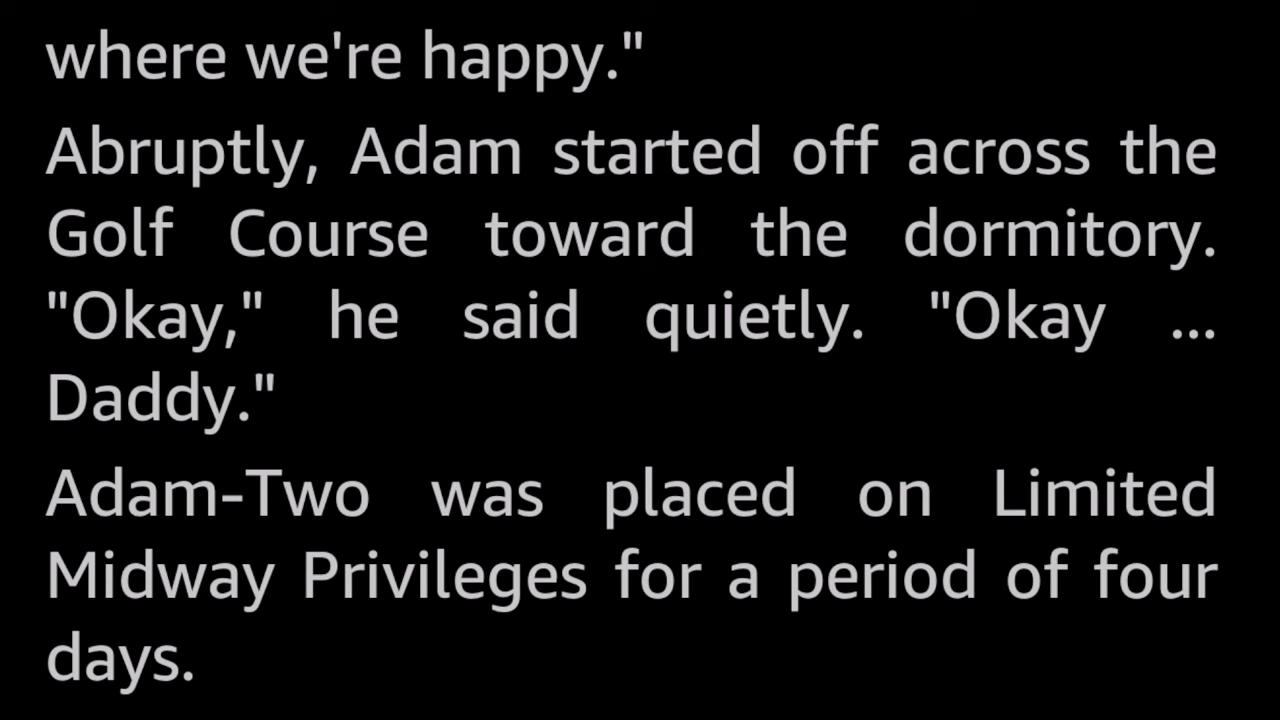 where we're happy."
Abruptly, Adam started off across the
Golf Course toward the dormitory.
"Okay," he said quietly. "Okay ...
Daddy."
Adam-Two was placed on Limited
Midway Privileges for a period of four
days.